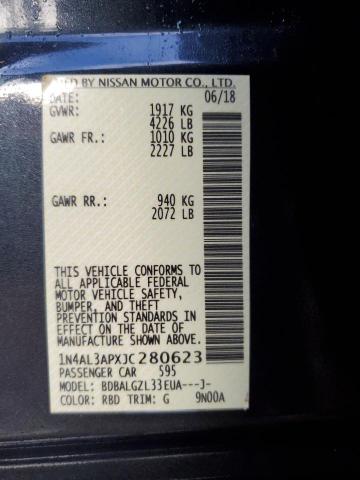 MFD BY NISSAN MOTOR CO., LTD.
DATE: 06/18
GVWR: 1917 KG
4226 LB
GAWR FR.: 1010 KG
2227 LB
GAWR RR.: 940 KG
2072 LB
THIS VEHICLE CONFORMS TO
ALL APPLICABLE FEDERAL
MOTOR VEHICLE SAFETY,
BUMPER, AND THEFT
PREVENTION STANDARDS IN
EFFECT ON THE DATE OF
MANUFACTURE SHOWN ABOVE.
1N4AL3APXJC280623
PASSENGER CAR 595
MODEL: BDBALGZL33EUA---J-
COLOR: RBD TRIM: G 9N00A